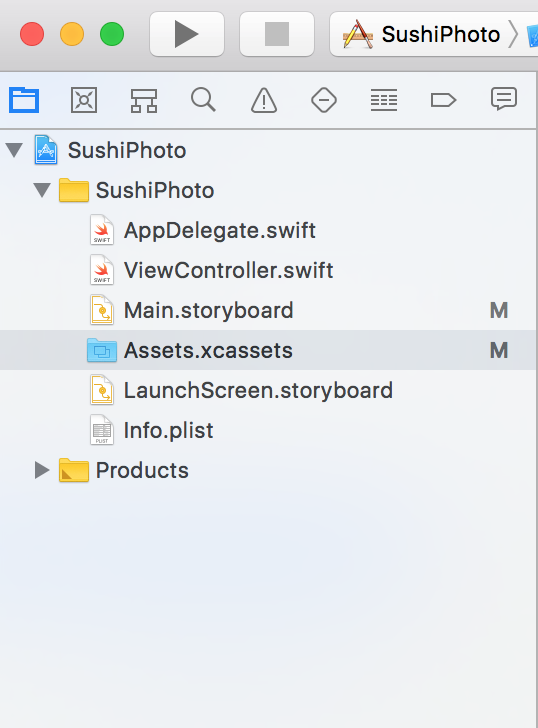 SushiPhoto
SushiPhoto
SushiPhoto
SWIFT AppDelegate.swift
SWIFT ViewController.swift
Main.storyboard M
Assets.xcassets M
LaunchScreen.storyboard
PLIST Info.plist
Products